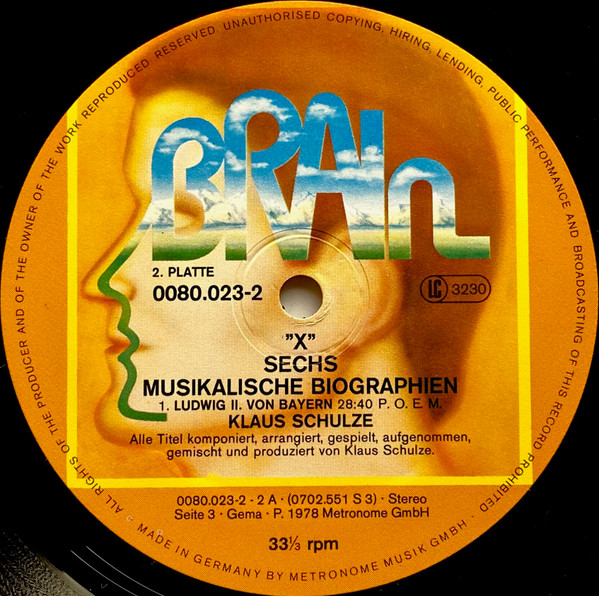 ALL RIGHTS OF THE PRODUCER AND OF THE OWNER OF THE WORK REPRODUCED RESERVED UNAUTHORISED COPYING, HIRING, LENDING, PUBLIC PERFORMANCE AND BROADCASTING OF THIS RECORD PROHIBITED ·
BRAIn
2. PLATTE
0080.023-2
LC 3230
"X"
SECHS
MUSIKALISCHE BIOGRAPHIEN
1. LUDWIG II. VON BAYERN 28:40 P. O. E. M.
KLAUS SCHULZE
Alle Titel komponiert, arrangiert, gespielt, aufgenommen,
gemischt und produziert von Klaus Schulze.
0080.023-2 - 2 A · (0702.551 S 3) · Stereo
Seite 3 · Gema · P. 1978 Metronome GmbH
33⅓ rpm
MADE IN GERMANY BY METRONOME MUSIK GMBH ·